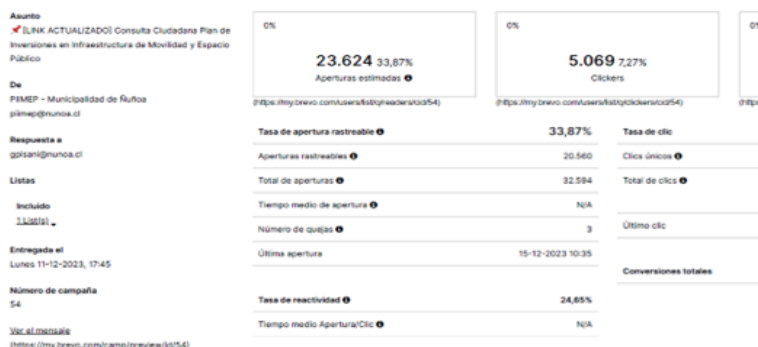 Asunto
📌 [LINK ACTUALIZADO] Consulta Ciudadana Plan de
Inversiones en Infraestructura de Movilidad y Espacio
Público
De
PIIMEP - Municipalidad de Ñuñoa
piimep@nunoa.cl
Respuesta a
gpisani@nunoa.cl
Listas
Incluido
1 List(s)
Entregada el
Lunes 11-12-2023, 17:45
Número de campaña
54
Ver el mensaje
(https://my.brevo.com/camp/preview/id/54)
0%
23.624 33,87%
Aperturas estimadas
(https://my.brevo.com/users/list/q/readers/cid/54)
0%
5.069 7,27%
Clickers
(https://my.brevo.com/users/list/q/clickers/cid/54)
0%
(https
Tasa de apertura rastreable 33,87%
Aperturas rastreables 20.560
Total de aperturas 32.594
Tiempo medio de apertura N/A
Número de quejas 3
Última apertura 15-12-2023 10:35
Tasa de reactividad 24,65%
Tiempo medio Apertura/Clic N/A
Tasa de clic
Clics únicos
Total de clics
Último clic
Conversiones totales